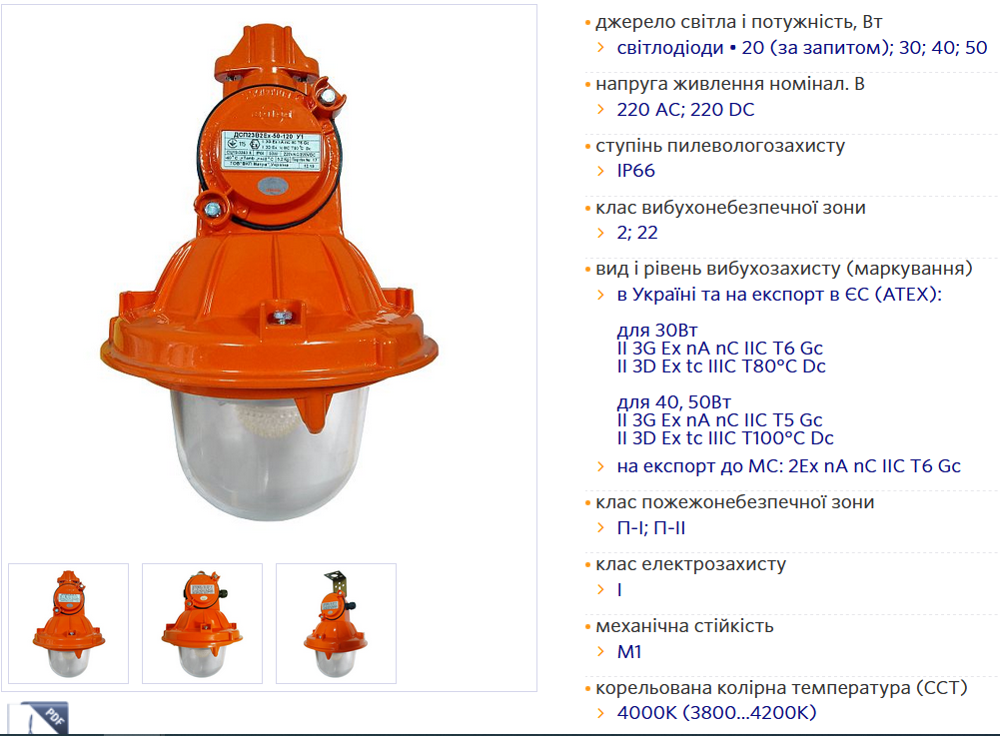 ДСП23В2Ех-50-120 У1
• джерело світла і потужність, Вт
світлодіоди • 20 (за запитом); 30; 40; 50
• напруга живлення номінал. В
220 AC; 220 DC
• ступінь пилевологозахисту
IP66
• клас вибухонебезпечної зони
2; 22
• вид і рівень вибухозахисту (маркування)
в Україні та на експорт в ЄС (ATEX):
для 30Вт
II 3G Ex nA nC IIC T6 Gc
II 3D Ex tc IIIC T80°C Dc
для 40, 50Вт
II 3G Ex nA nC IIC T5 Gc
II 3D Ex tc IIIC T100°C Dc
на експорт до МС: 2Ex nA nC IIC T6 Gc
• клас пожежонебезпечної зони
П-I; П-II
• клас електрозахисту
I
• механічна стійкість
М1
• корельована колірна температура (ССТ)
4000K (3800...4200K)
PDF